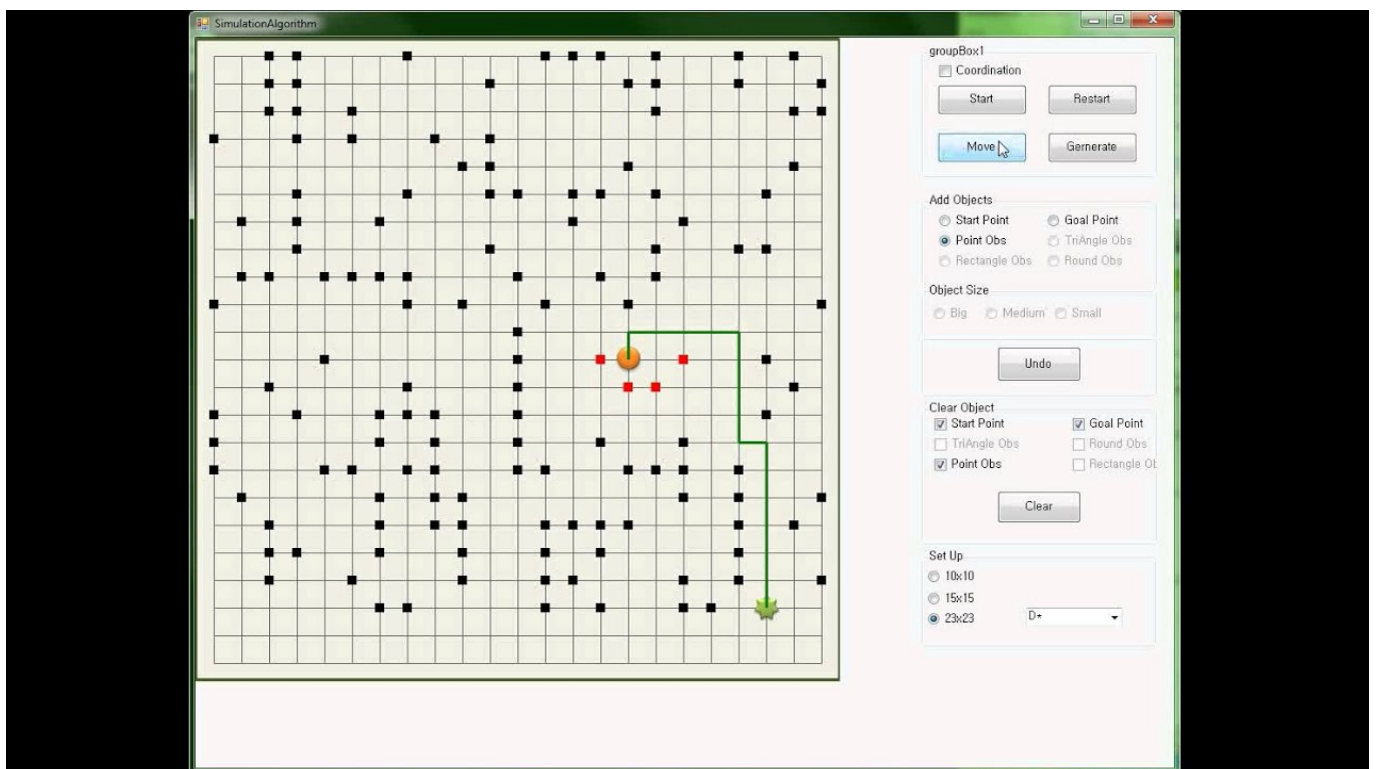 SimulationAlgorithm
groupBox1
Coordination
Start Restart
Move Gernerate
Add Objects
Start Point Goal Point
Point Obs TriAngle Obs
Rectangle Obs Round Obs
Object Size
Big Medium Small
Undo
Clear Object
Start Point Goal Point
TriAngle Obs Round Obs
Point Obs Rectangle Ob
Clear
Set Up
10x10
15x15
23x23 D*